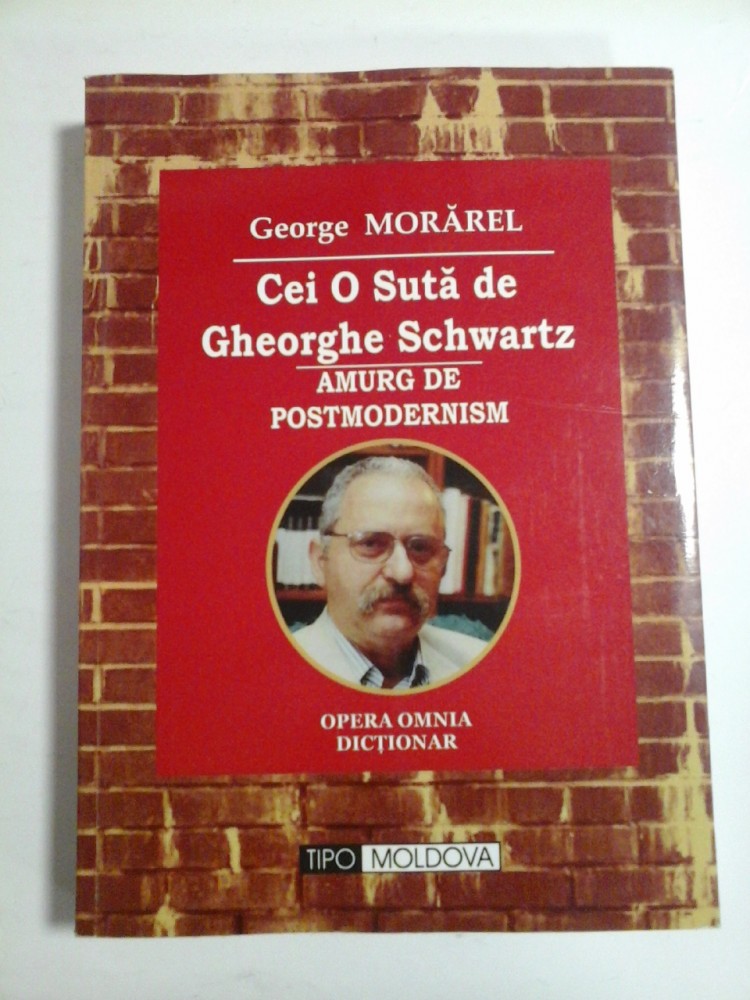 George MORĂREL
Cei O Sută de
Gheorghe Schwartz
AMURG DE
POSTMODERNISM
OPERA OMNIA
DICȚIONAR
TIPO MOLDOVA